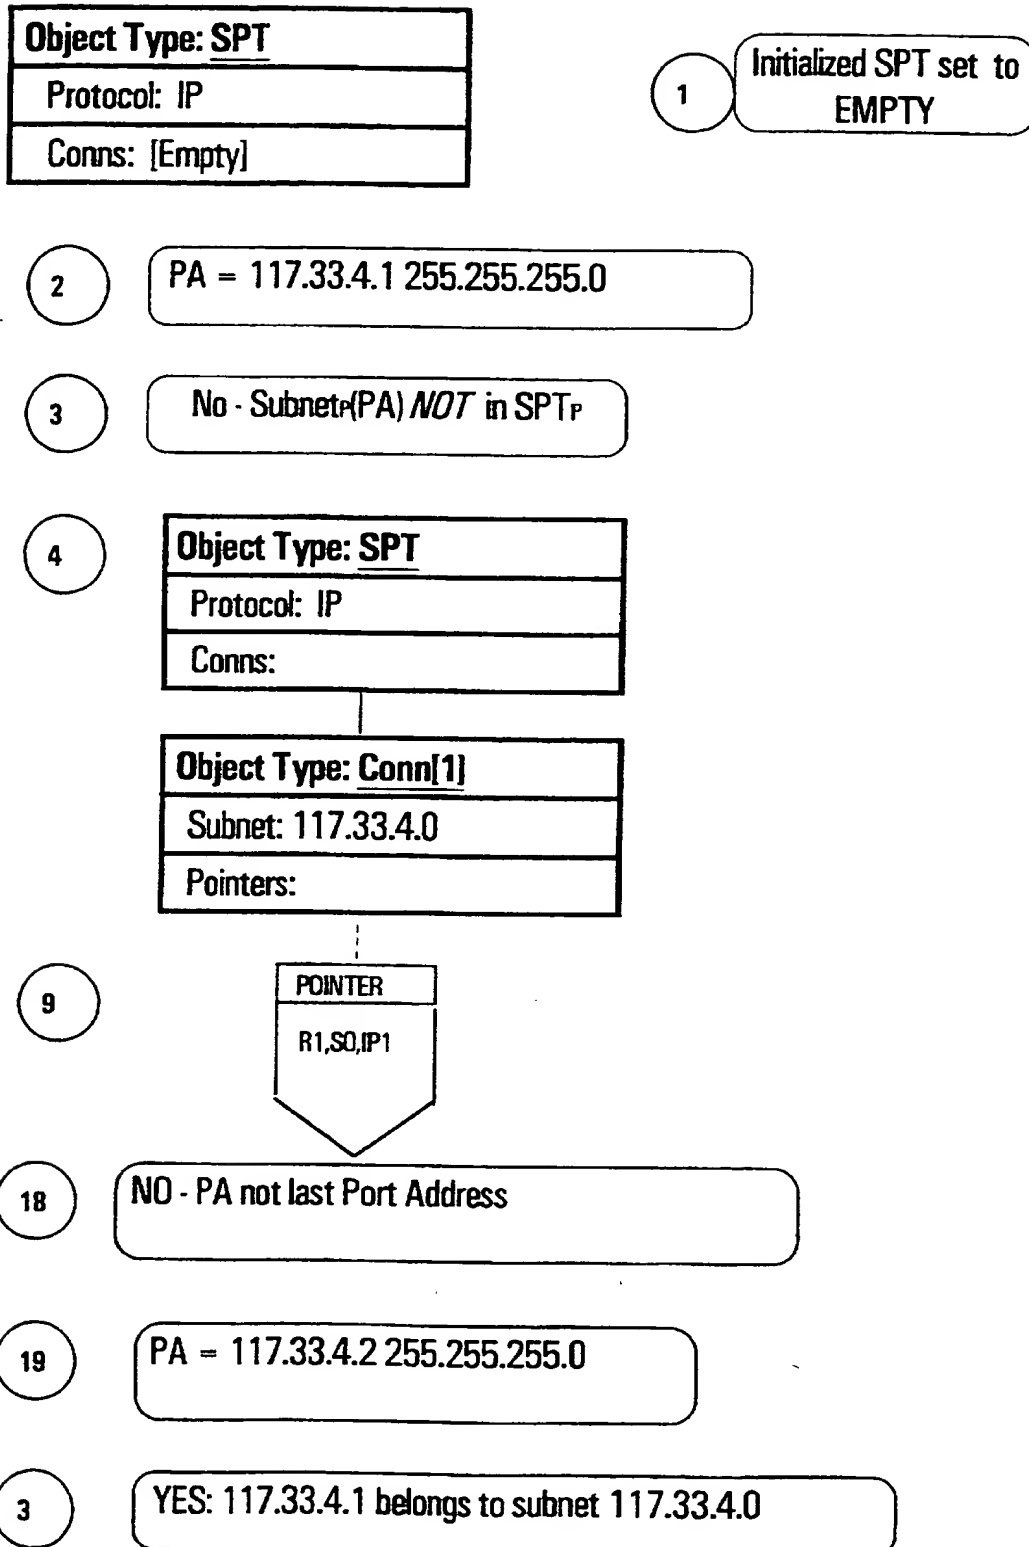 Object Type: SPT
Protocol: IP
Conns: [Empty]
1
Initialized SPT set to
EMPTY
2
PA = 117.33.4.1 255.255.255.0
3
No - SubnetP(PA) NOT in SPTP
4
Object Type: SPT
Protocol: IP
Conns:
Object Type: Conn[1]
Subnet: 117.33.4.0
Pointers:
9
POINTER
R1,S0,IP1
18
NO - PA not last Port Address
19
PA = 117.33.4.2 255.255.255.0
3
YES: 117.33.4.1 belongs to subnet 117.33.4.0